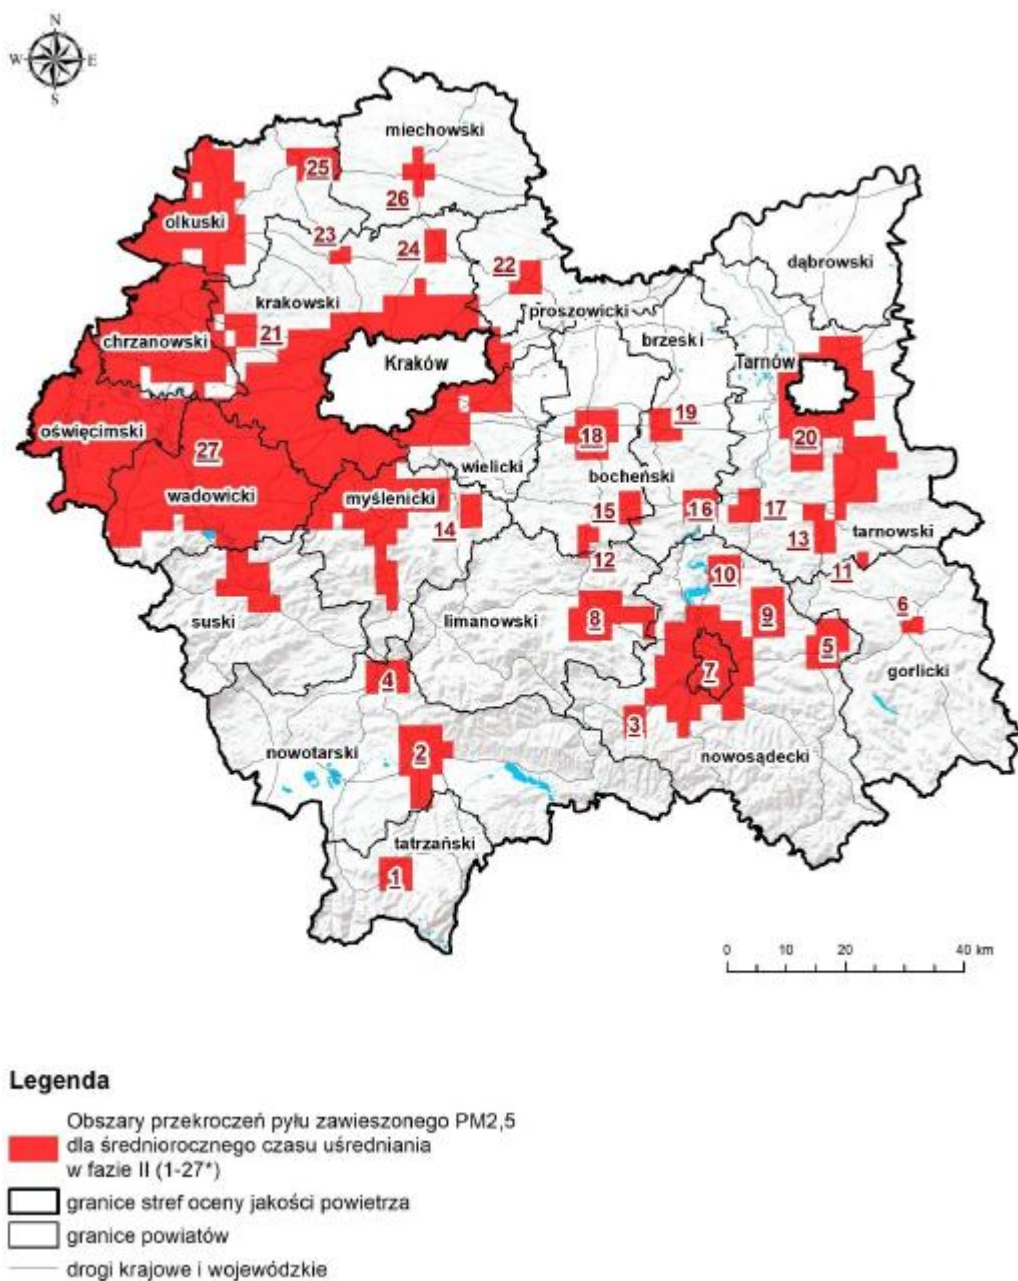 N
W E
S
miechowski
25
26
olkuski
23
24
22
dąbrowski
krakowski
proszowicki
21
chrzanowski
brzeski
Kraków
Tarnów
oświęcimski
19
18
20
27
wielicki
wadowicki
myślenicki
bocheński
14
15
16
17
13
tarnowski
12
10
11
suski
limanowski
8
9
6
5
4
7
gorlicki
3
nowotarski
2
nowosądecki
tatrzański
1
0 10 20 40 km
Legenda
Obszary przekroczeń pyłu zawieszonego PM2,5
dla średniorocznego czasu uśredniania
w fazie II (1-27*)
granice stref oceny jakości powietrza
granice powiatów
drogi krajowe i wojewódzkie